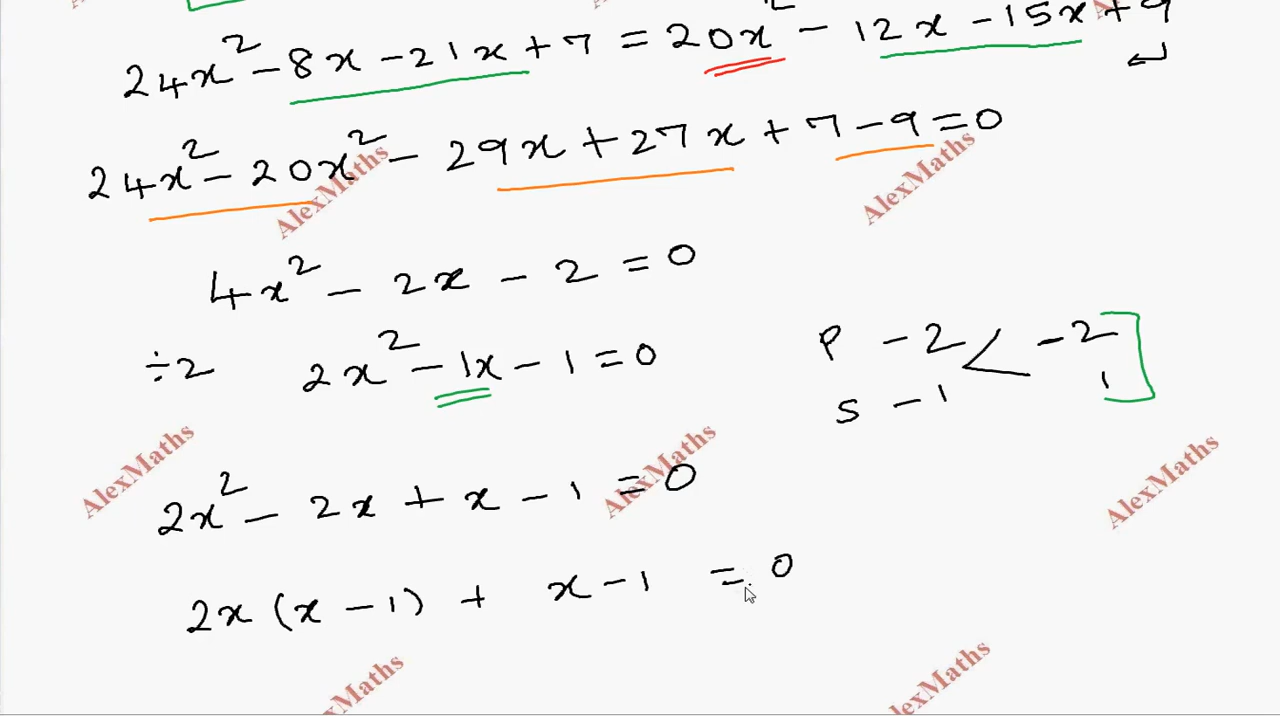 24x² - 8x - 21x + 7 = 20x² - 12x - 15x + 9
24x² - 20x² - 29x + 27x + 7 - 9 = 0
AlexMaths
AlexMaths
4x² - 2x - 2 = 0
÷2 2x² - 1x - 1 = 0
P -2 < -2
S -1 1
AlexMaths
AlexMaths
AlexMaths
2x² - 2x + x - 1 = 0
2x (x - 1) + x - 1 = 0
AlexMaths
AlexMaths